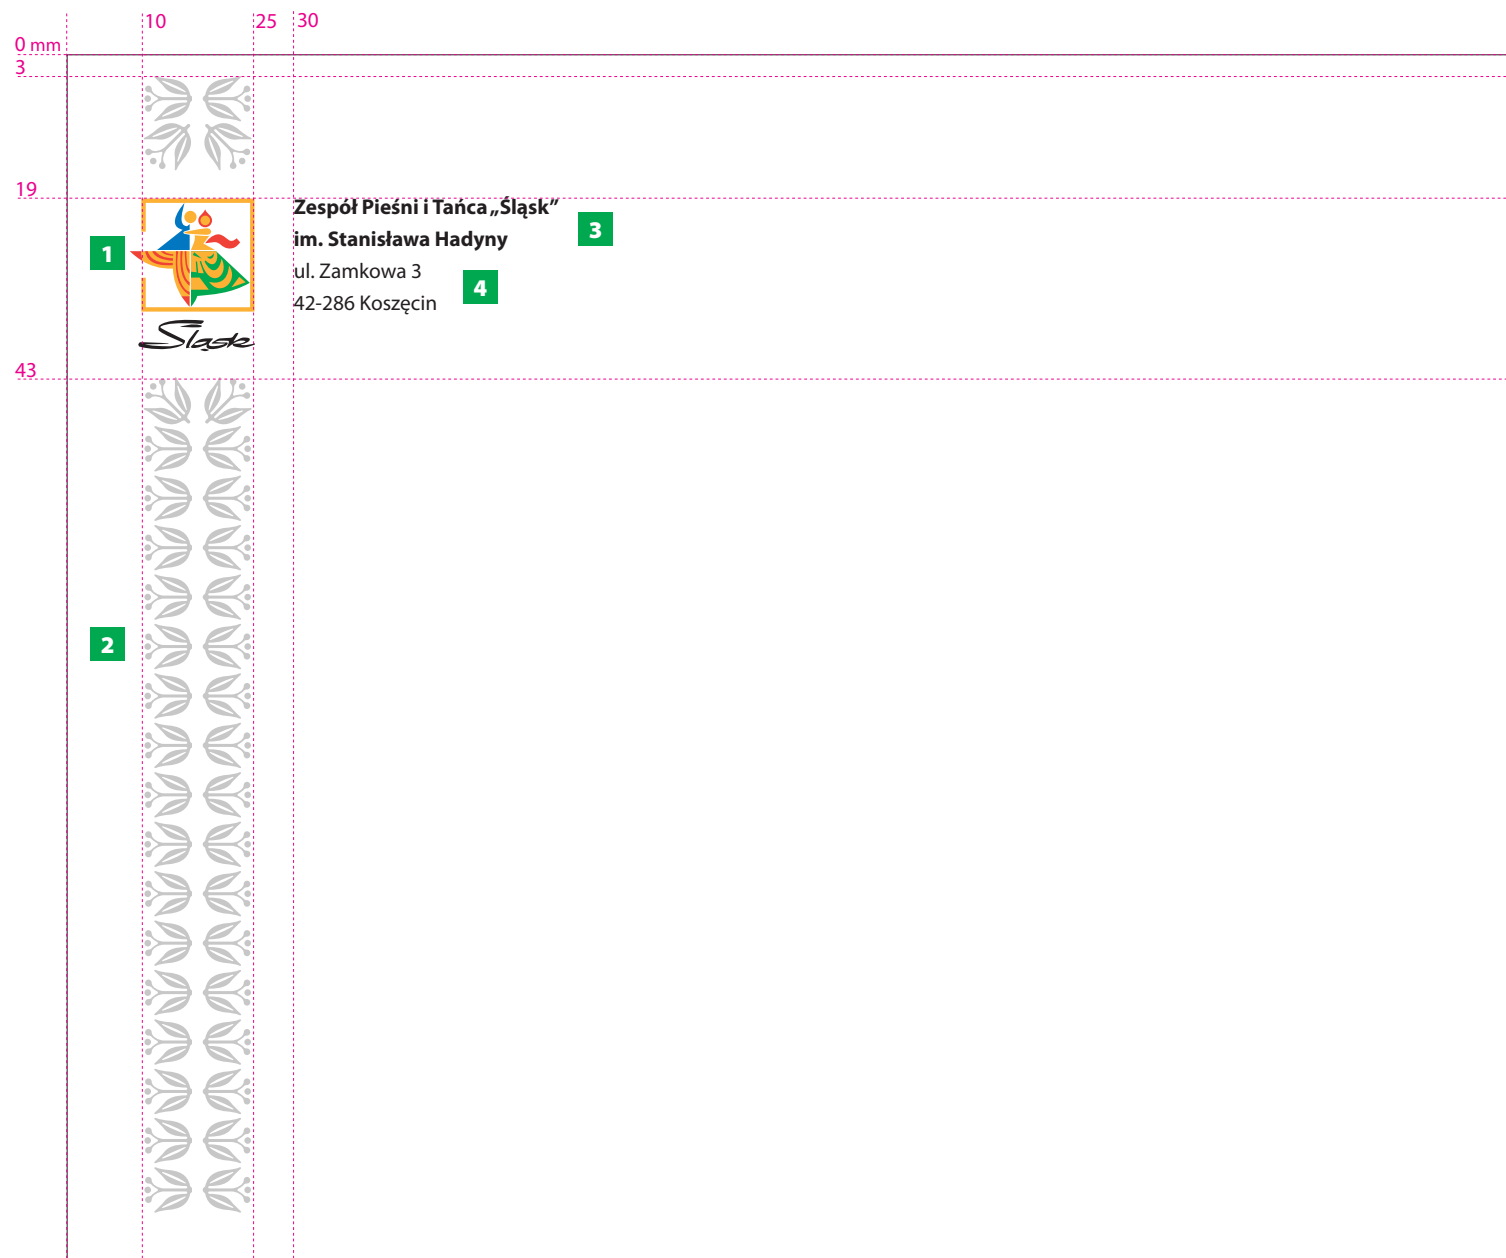 10 25 30
0 mm
3
19
Zespół Pieśni i Tańca „Śląsk”
3
im. Stanisława Hadyny
1
ul. Zamkowa 3
4
42-286 Koszęcin
Śląsk
43
2